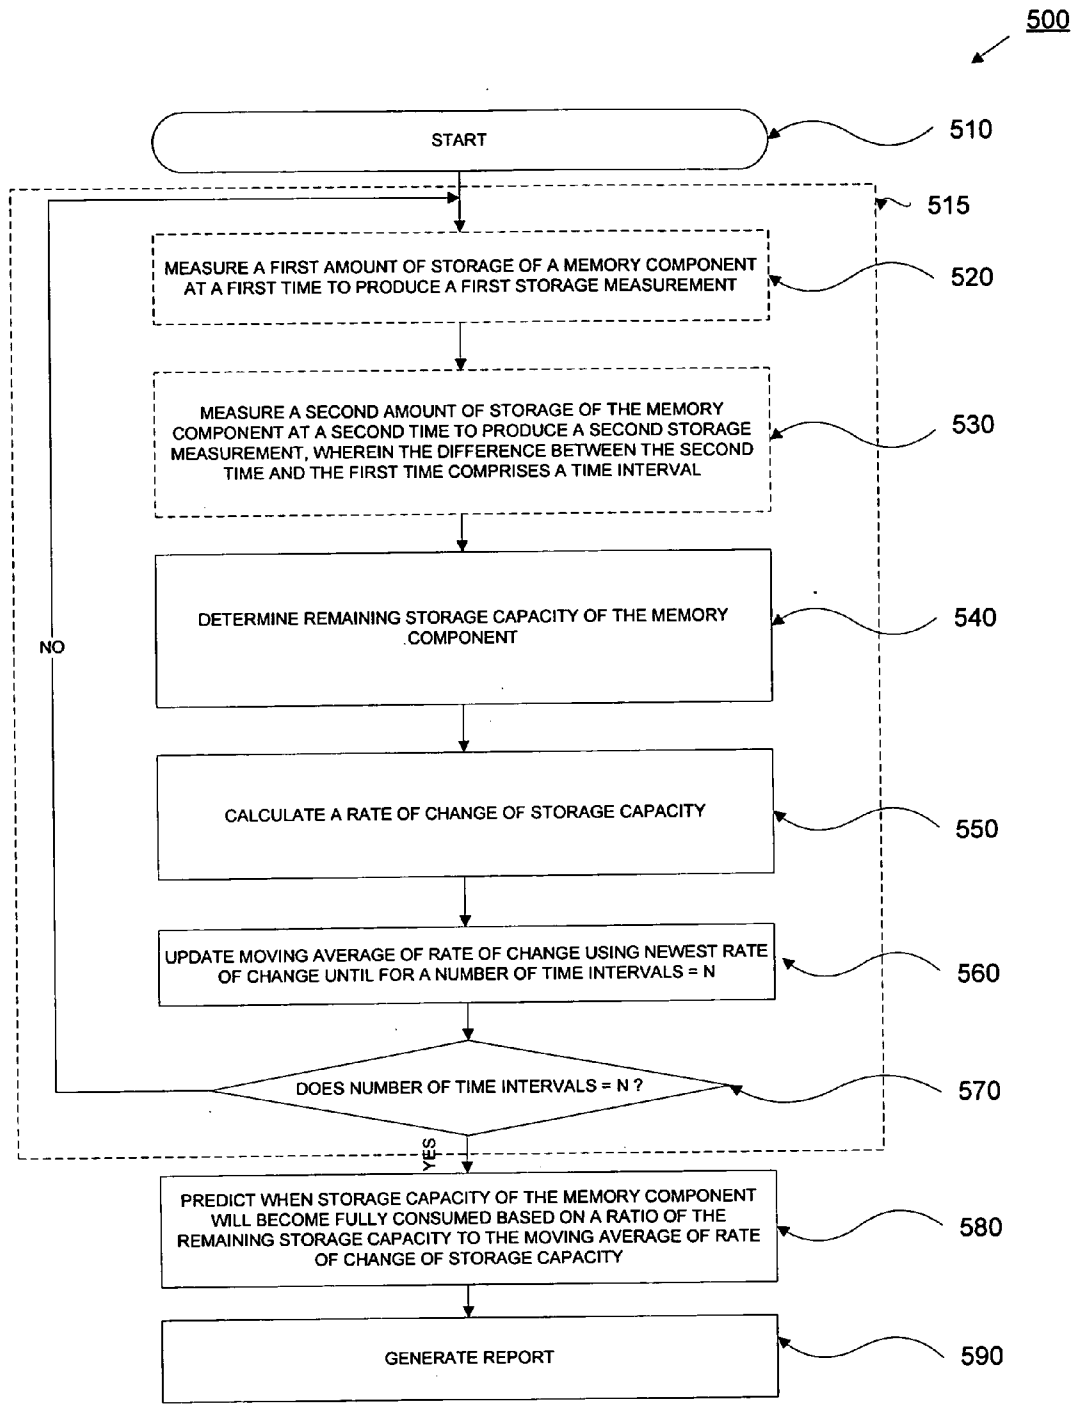 500
START
510
515
MEASURE A FIRST AMOUNT OF STORAGE OF A MEMORY COMPONENT
AT A FIRST TIME TO PRODUCE A FIRST STORAGE MEASUREMENT
520
MEASURE A SECOND AMOUNT OF STORAGE OF THE MEMORY
COMPONENT AT A SECOND TIME TO PRODUCE A SECOND STORAGE
MEASUREMENT, WHEREIN THE DIFFERENCE BETWEEN THE SECOND
TIME AND THE FIRST TIME COMPRISES A TIME INTERVAL
530
DETERMINE REMAINING STORAGE CAPACITY OF THE MEMORY
COMPONENT
540
NO
CALCULATE A RATE OF CHANGE OF STORAGE CAPACITY
550
UPDATE MOVING AVERAGE OF RATE OF CHANGE USING NEWEST RATE
OF CHANGE UNTIL FOR A NUMBER OF TIME INTERVALS = N
560
DOES NUMBER OF TIME INTERVALS = N ?
570
YES
PREDICT WHEN STORAGE CAPACITY OF THE MEMORY COMPONENT
WILL BECOME FULLY CONSUMED BASED ON A RATIO OF THE
REMAINING STORAGE CAPACITY TO THE MOVING AVERAGE OF RATE
OF CHANGE OF STORAGE CAPACITY
580
GENERATE REPORT
590